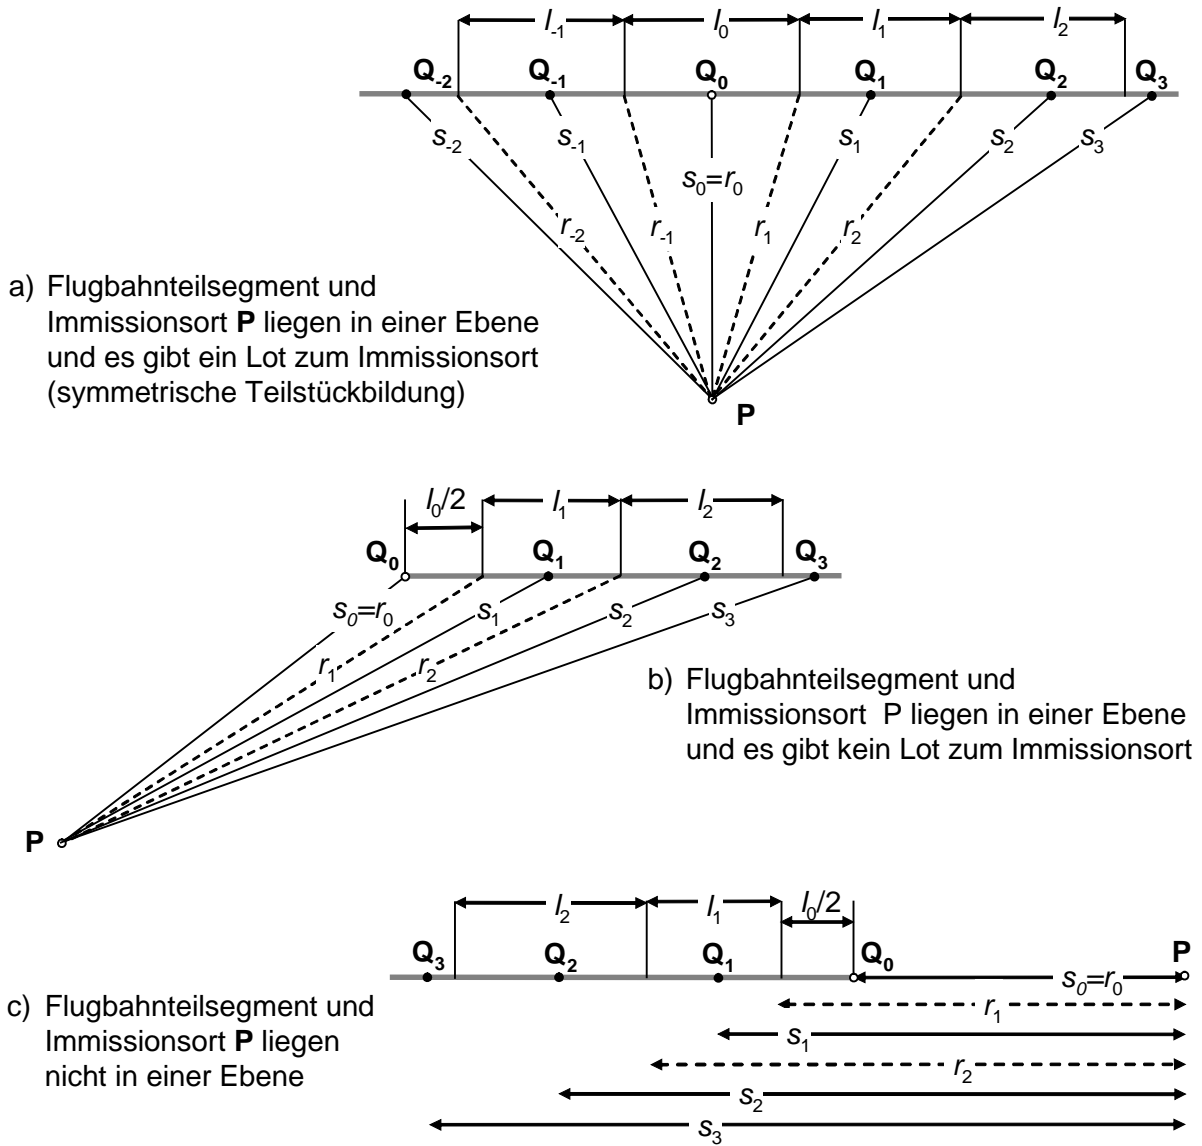 l-1 l0 l1 l2
Q-2 Q-1 Q0 Q1 Q2 Q3
s-2 s-1 s1 s2 s3
s0=r0
r-2 r-1 r1 r2
a) Flugbahnteilsegment und
Immissionsort P liegen in einer Ebene
und es gibt ein Lot zum Immissionsort
(symmetrische Teilstückbildung)
P
l0/2 l1 l2
Q0 Q1 Q2 Q3
s0=r0 s1 s2 s3
r1 r2
b) Flugbahnteilsegment und
Immissionsort P liegen in einer Ebene
und es gibt kein Lot zum Immissionsort
P
l2 l1 l0/2
Q3 Q2 Q1 Q0 P
s0=r0
c) Flugbahnteilsegment und
Immissionsort P liegen
nicht in einer Ebene
r1
s1
r2
s2
s3